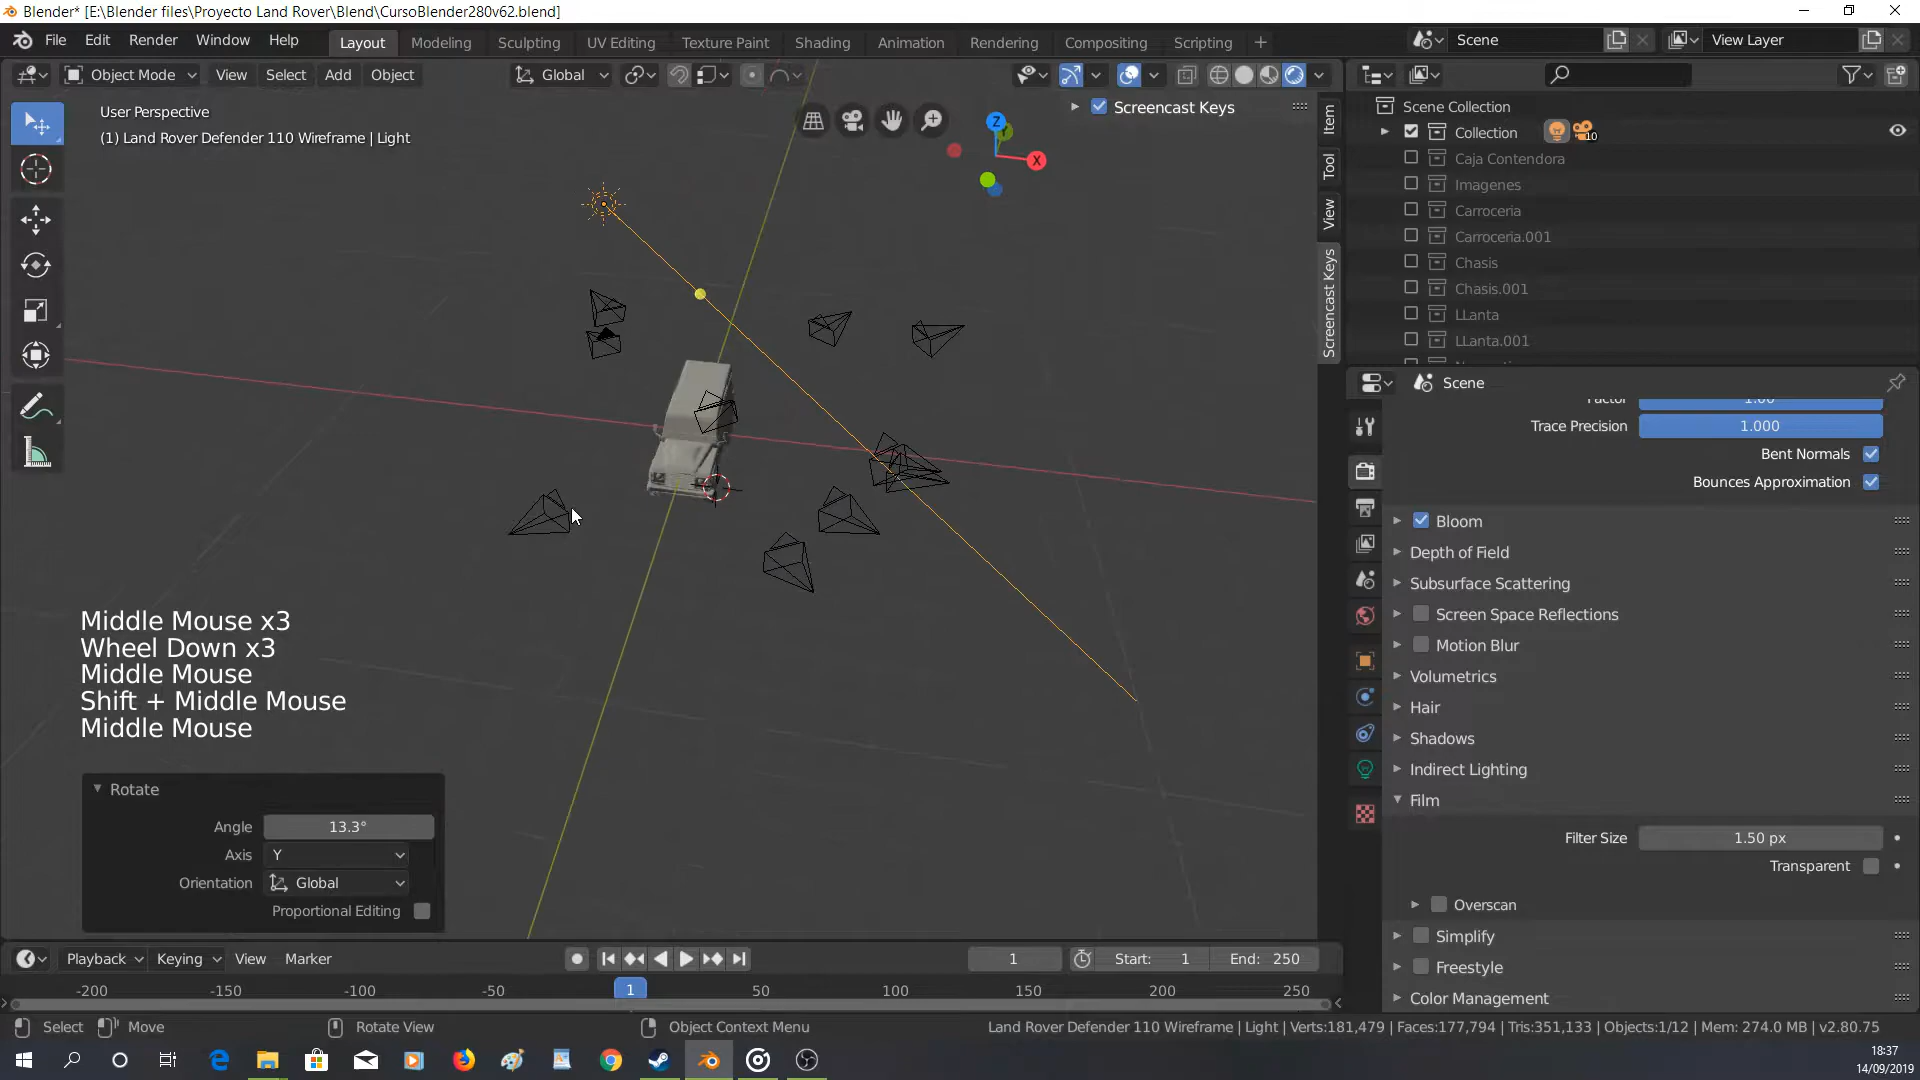 Blender* [E:\Blender files\Proyecto Land Rover\Blend\CursoBlender280v62.blend]
File Edit Render Window Help Layout Modeling Sculpting UV Editing Texture Paint Shading Animation Rendering Compositing Scripting + Scene View Layer
Object Mode View Select Add Object Global
User Perspective
(1) Land Rover Defender 110 Wireframe | Light
Screencast Keys
Z
X
Item
Tool
View
Screencast Keys
Scene Collection
Collection 10
Caja Contendora
Imagenes
Carroceria
Carroceria.001
Chasis
Chasis.001
LLanta
LLanta.001
Scene
Factor 1.00
Trace Precision 1.000
Bent Normals
Bounces Approximation
Bloom
Depth of Field
Subsurface Scattering
Screen Space Reflections
Motion Blur
Volumetrics
Hair
Shadows
Indirect Lighting
Film
Filter Size 1.50 px
Transparent
Overscan
Simplify
Freestyle
Color Management
Middle Mouse x3
Wheel Down x3
Middle Mouse
Shift + Middle Mouse
Middle Mouse
Rotate
Angle 13.3°
Axis Y
Orientation Global
Proportional Editing
Playback Keying View Marker 1 Start: 1 End: 250
-200 -150 -100 -50 1 50 100 150 200 250
Select Move Rotate View Object Context Menu Land Rover Defender 110 Wireframe | Light | Verts:181,479 | Faces:177,794 | Tris:351,133 | Objects:1/12 | Mem: 274.0 MB | v2.80.75
18:37
14/09/2019